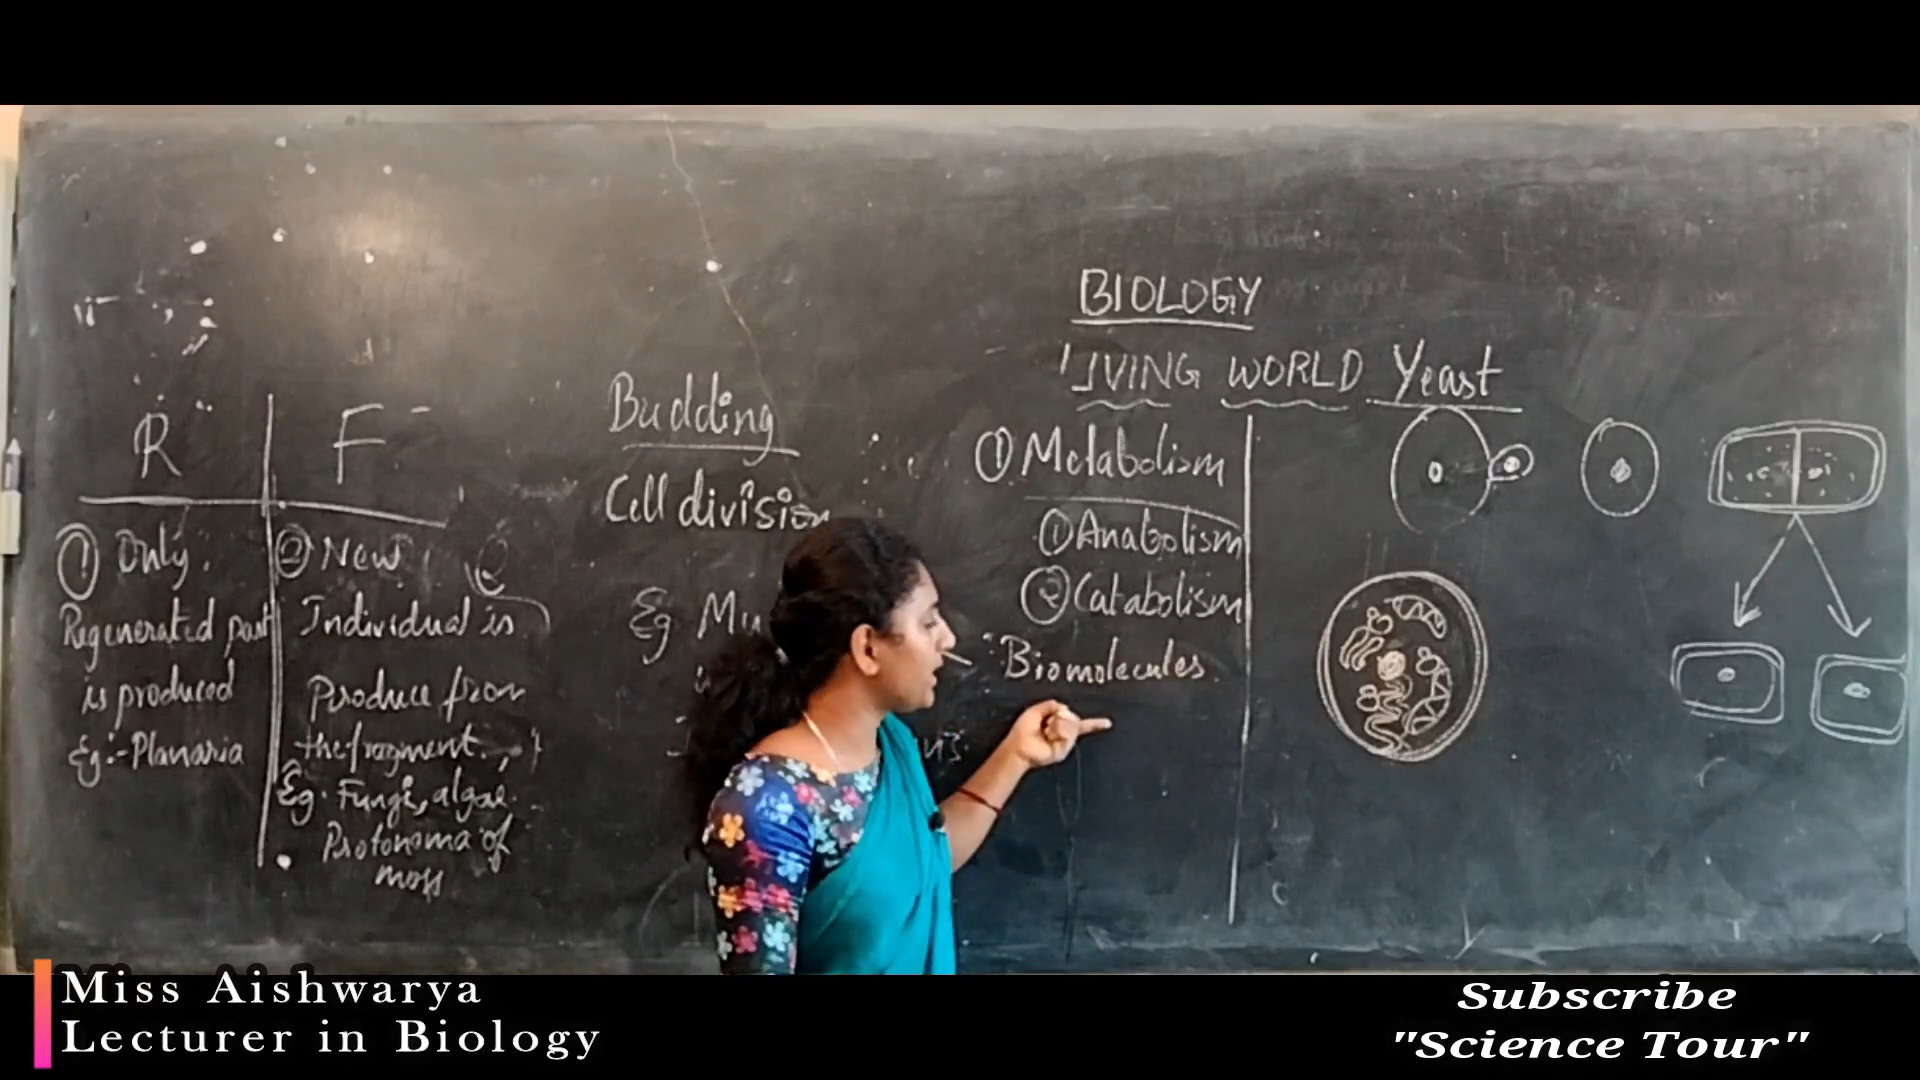 BIOLOGY
LIVING WORLD Yeast
R F
① Only
Regenerated part
is produced
Eg:- Planaria
② New
Individual is
Produce from
the fragment.
Eg. Fungi, algae.
Protonema of
moss
Budding
Cell division
Eg
① Metabolism
① Anabolism
② Catabolism
Biomolecules.
Miss Aishwarya
Lecturer in Biology
Subscribe
"Science Tour"